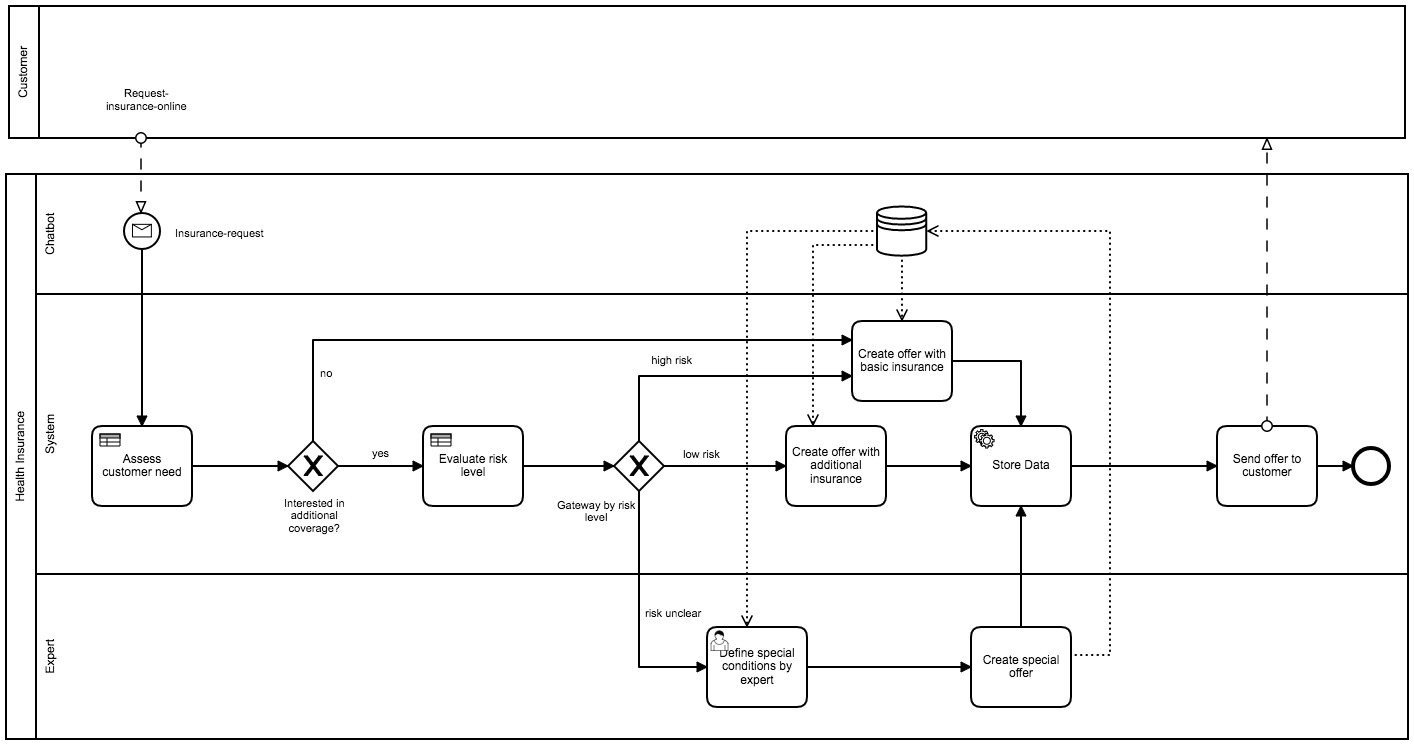 Customer
Request-
insurance-online
Health Insurance
Chatbot
Insurance-request
System
Assess
customer need
no
Interested in
additional
coverage?
yes
Evaluate risk
level
Gateway by risk
level
high risk
low risk
risk unclear
Create offer with
basic insurance
Create offer with
additional
insurance
Store Data
Send offer to
customer
Expert
Define special
conditions by
expert
Create special
offer